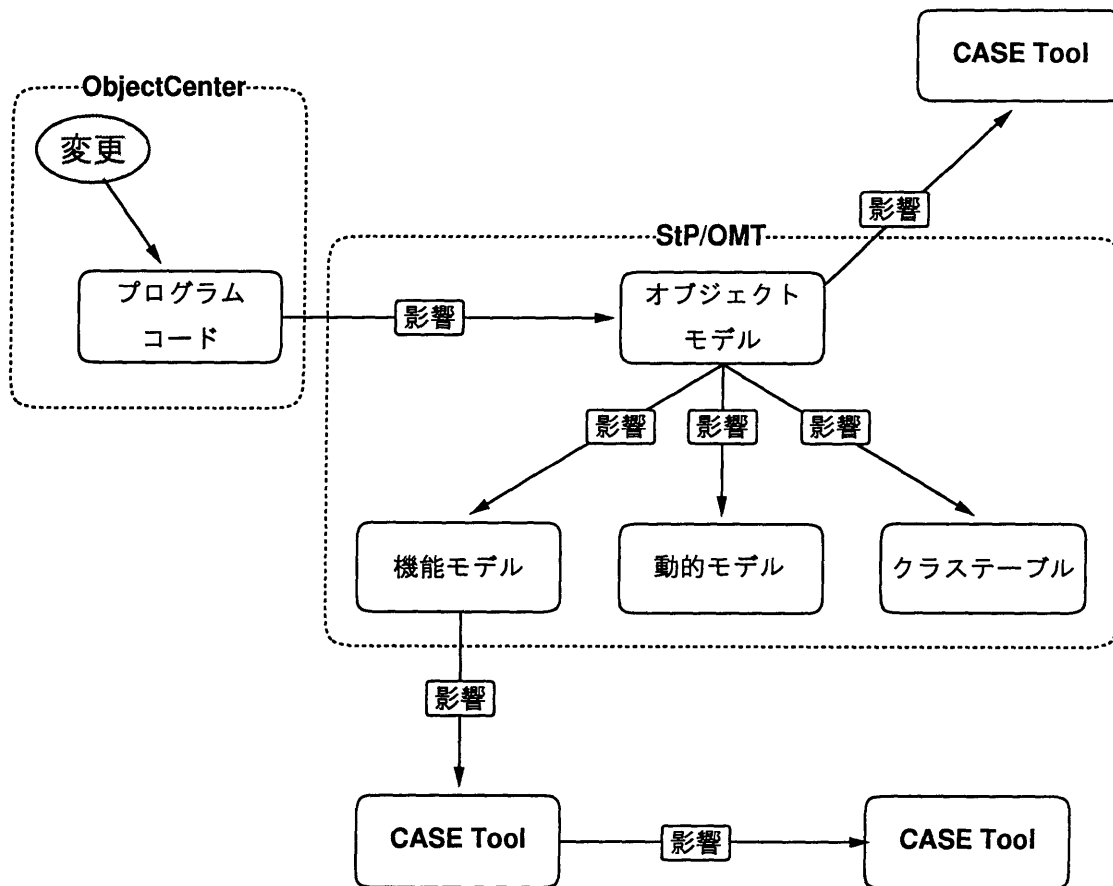 CASE Tool
ObjectCenter
変更
影響
StP/OMT
プログラム
コード
影響
オブジェクト
モデル
影響
影響
影響
機能モデル
動的モデル
クラステーブル
影響
CASE Tool
影響
CASE Tool